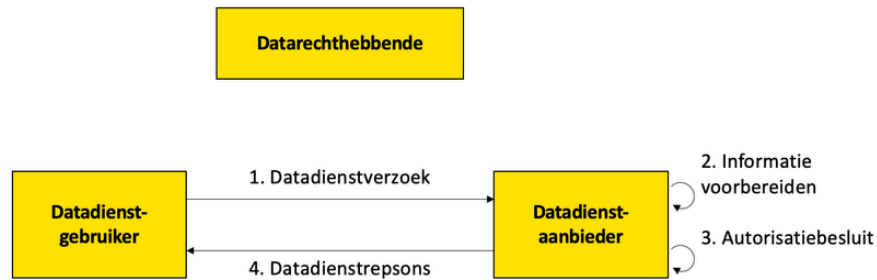 Datarechthebbende
1. Datadienstverzoek
2. Informatie
voorbereiden
Datadienst-
gebruiker
Datadienst-
aanbieder
3. Autorisatiebesluit
4. Datadienstrepsons